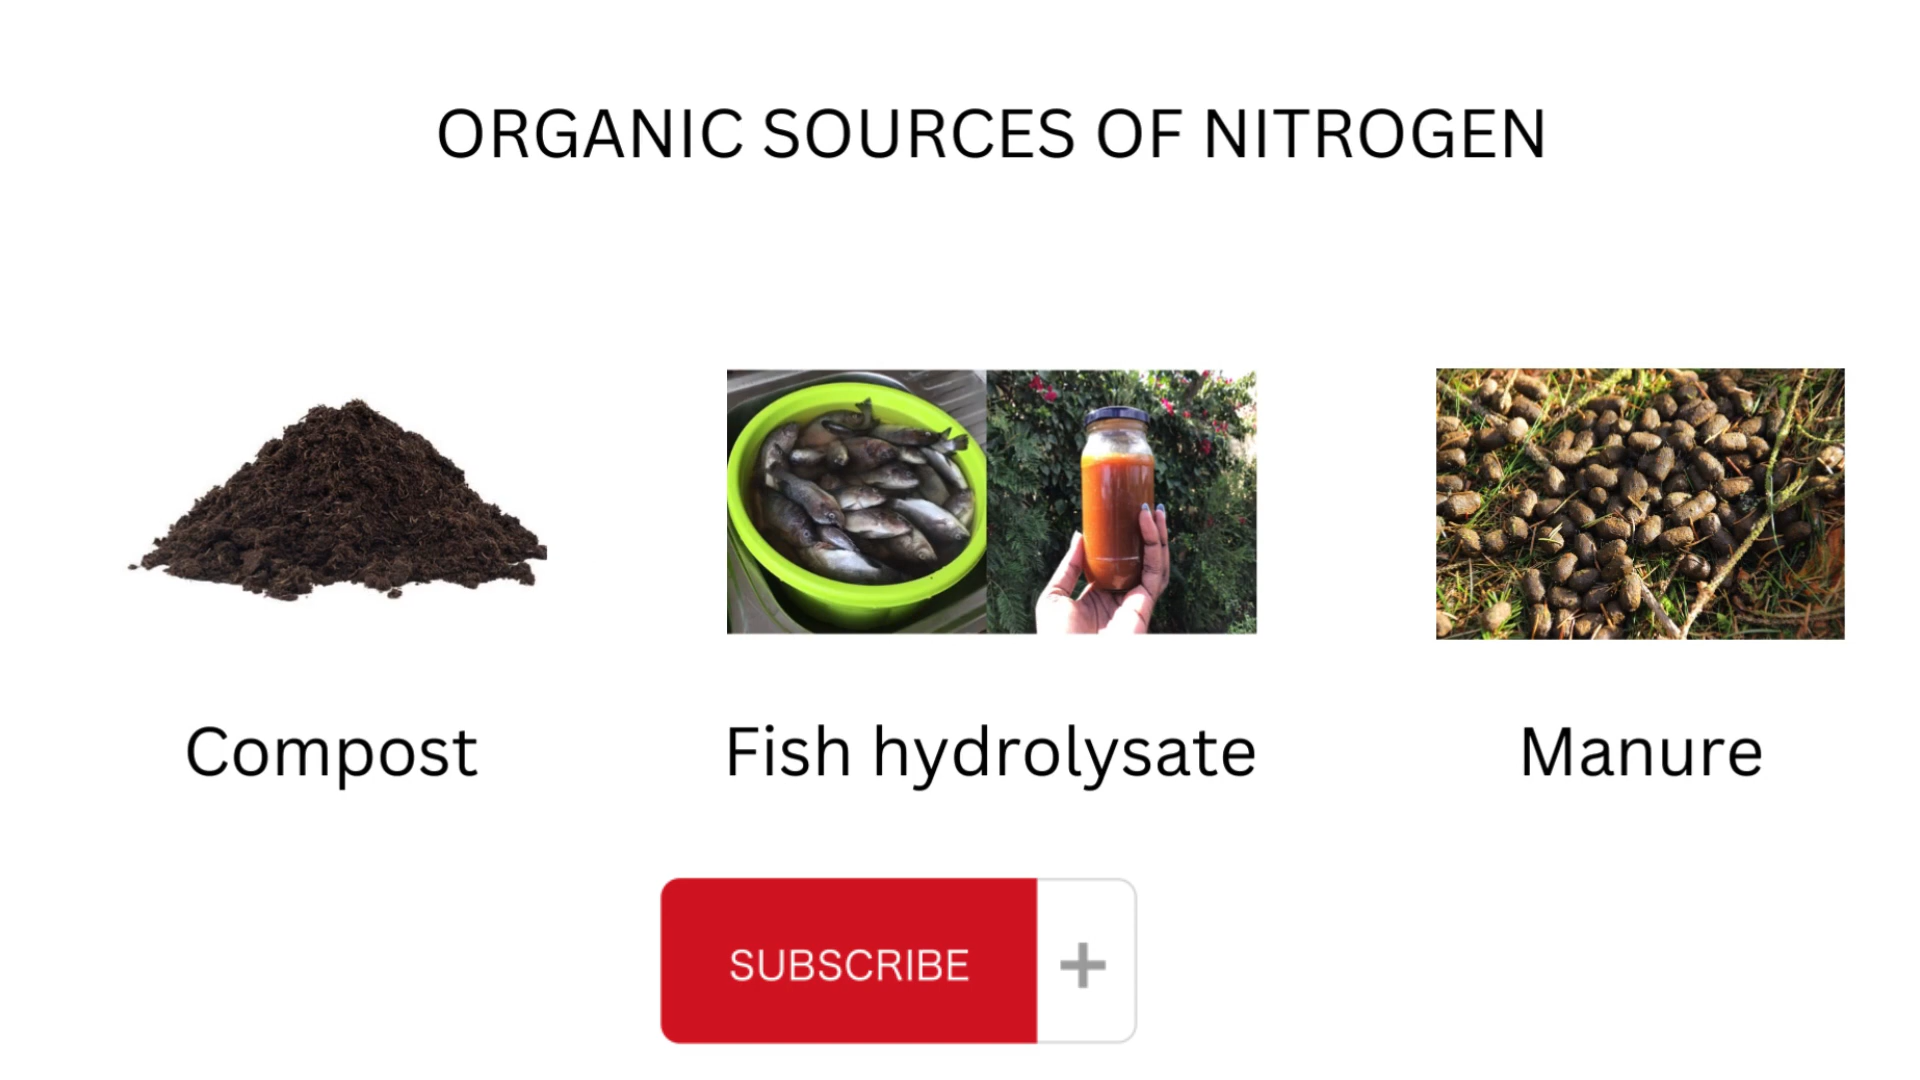 ORGANIC SOURCES OF NITROGEN
Compost
Fish hydrolysate
Manure
SUBSCRIBE